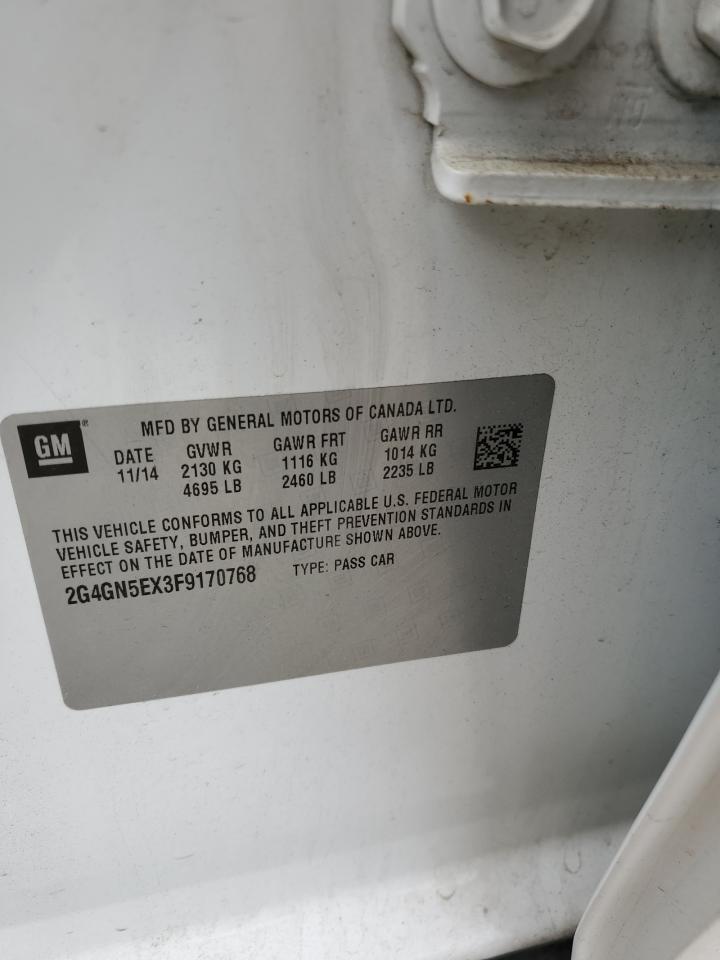 GM®
MFD BY GENERAL MOTORS OF CANADA LTD.
DATE GVWR GAWR FRT GAWR RR
11/14 2130 KG 1116 KG 1014 KG
4695 LB 2460 LB 2235 LB
THIS VEHICLE CONFORMS TO ALL APPLICABLE U.S. FEDERAL MOTOR
VEHICLE SAFETY, BUMPER, AND THEFT PREVENTION STANDARDS IN
EFFECT ON THE DATE OF MANUFACTURE SHOWN ABOVE.
2G4GN5EX3F9170768 TYPE: PASS CAR